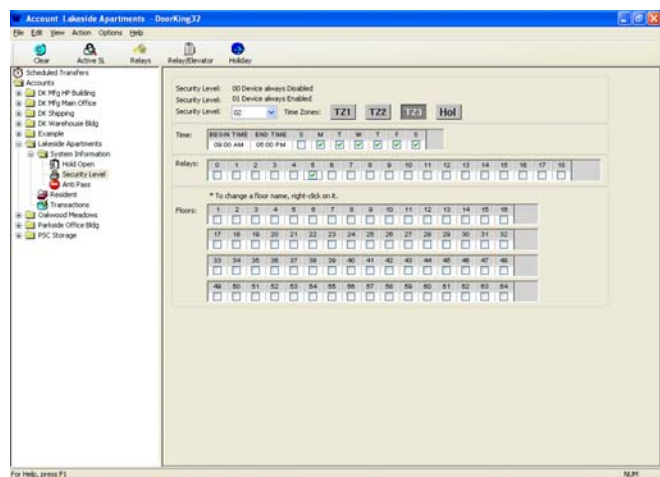 Account Lakeside Apartments - DoorKing32
File Edit View Action Options Help
Clear Active SL Relays Relay/Elevator Holiday
Scheduled Transfers
Accounts
DK Mfg HP Building
DK Mfg Main Office
DK Shipping
DK Warehouse Bldg
Example
Lakeside Apartments
System Information
Hold Open
Security Level
Anti Pass
Resident
Transactions
Oakwood Meadows
Parkside Office Bldg
PSC Storage
Security Level: 00 Device always Disabled
Security Level: 01 Device always Enabled
Security Level: 02 Time Zones: TZ1 TZ2 TZ3 Hol
Time: BEGIN TIME END TIME S M T W T F S
09:00 AM 05:00 PM
Relays: 0 1 2 3 4 5 6 7 8 9 10 11 12 13 14 15 16 17 18 19
* To change a floor name, right-click on it.
Floors: 1 2 3 4 5 6 7 8 9 10 11 12 13 14 15 16
17 18 19 20 21 22 23 24 25 26 27 28 29 30 31 32
33 34 35 36 37 38 39 40 41 42 43 44 45 46 47 48
49 50 51 52 53 54 55 56 57 58 59 60 61 62 63 64
For Help, press F1 NUM